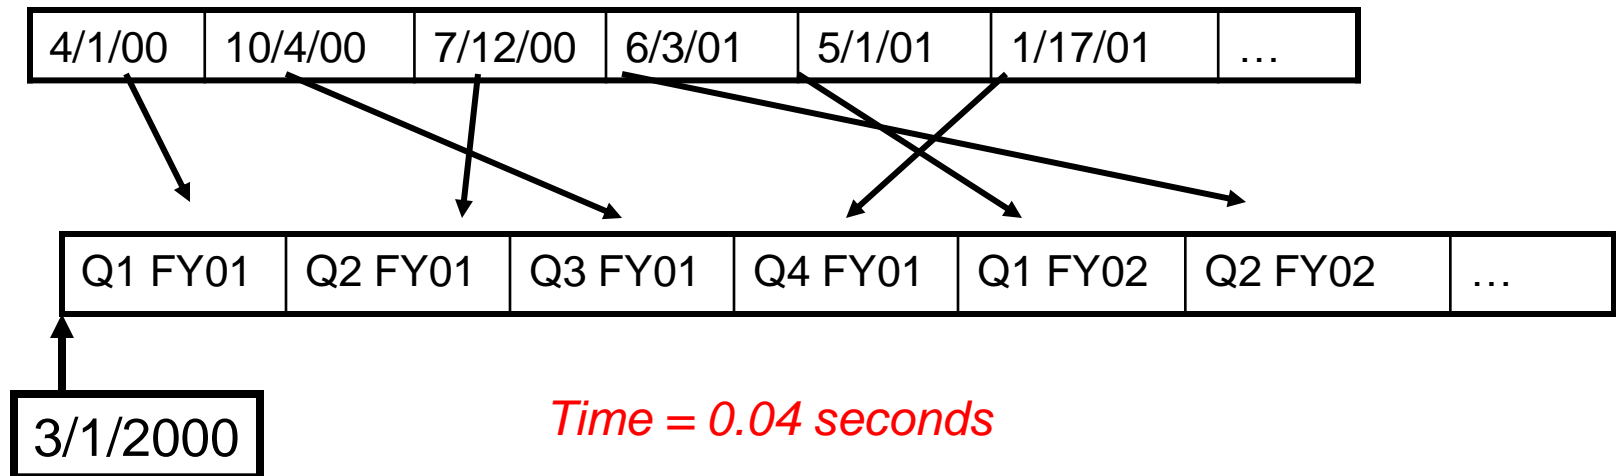 4/1/00 10/4/00 7/12/00 6/3/01 5/1/01 1/17/01 …
Q1 FY01 Q2 FY01 Q3 FY01 Q4 FY01 Q1 FY02 Q2 FY02 …
3/1/2000
Time = 0.04 seconds